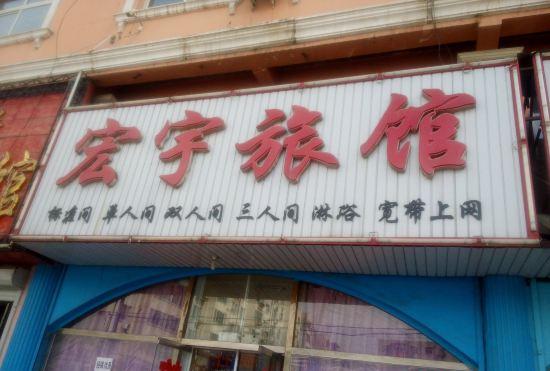 宏宇旅馆
标准间 单人间 双人间 三人间 淋浴 宽带上网
馆